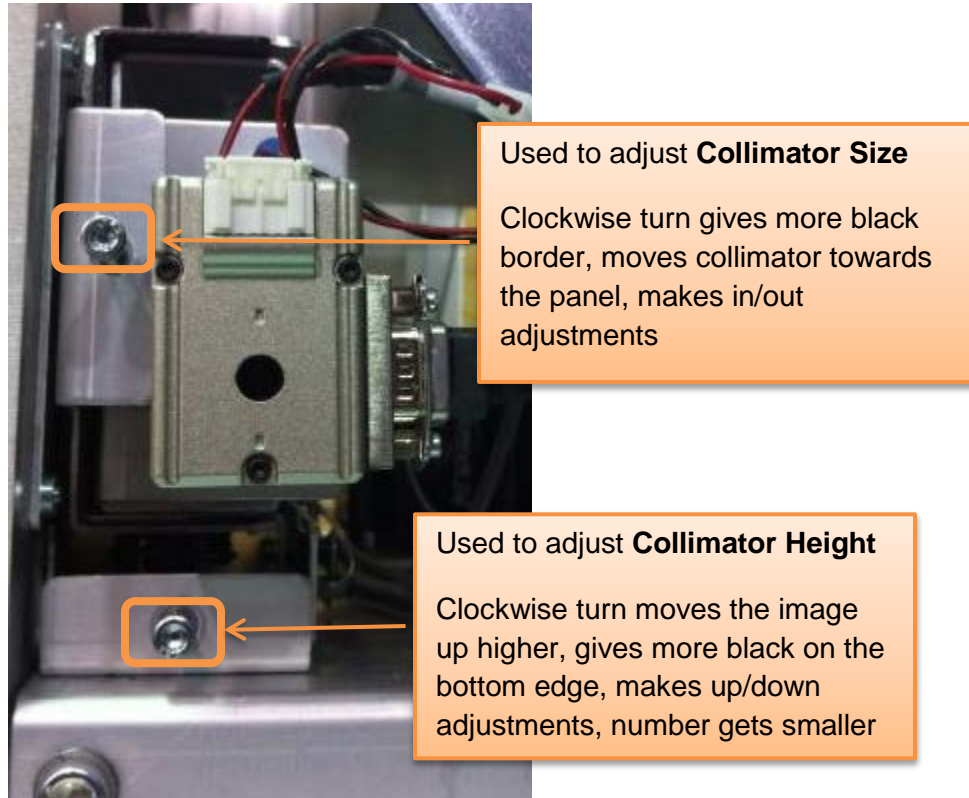 Used to adjust Collimator Size
Clockwise turn gives more black
border, moves collimator towards
the panel, makes in/out
adjustments
Used to adjust Collimator Height
Clockwise turn moves the image
up higher, gives more black on the
bottom edge, makes up/down
adjustments, number gets smaller